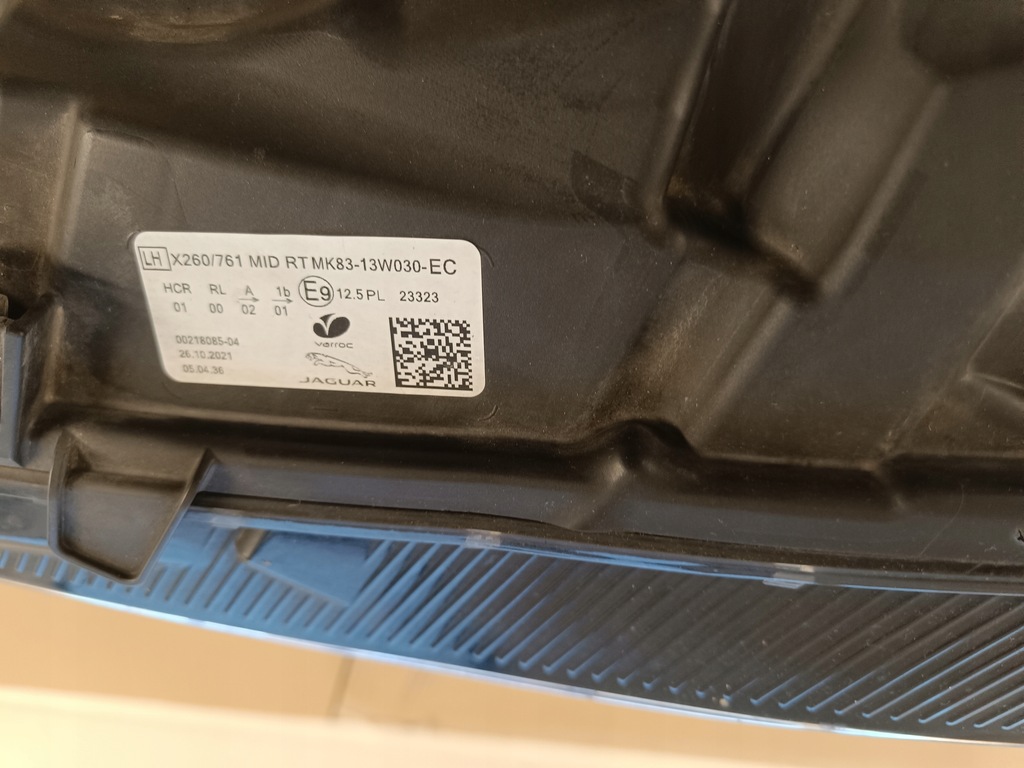 LH X260/761 MID RT MK83-13W030-EC
HCR RL A 1b E9 12.5 PL 23323
01 00 02 01
varroc
00218085-04
26.10.2021
05.04.36
JAGUAR